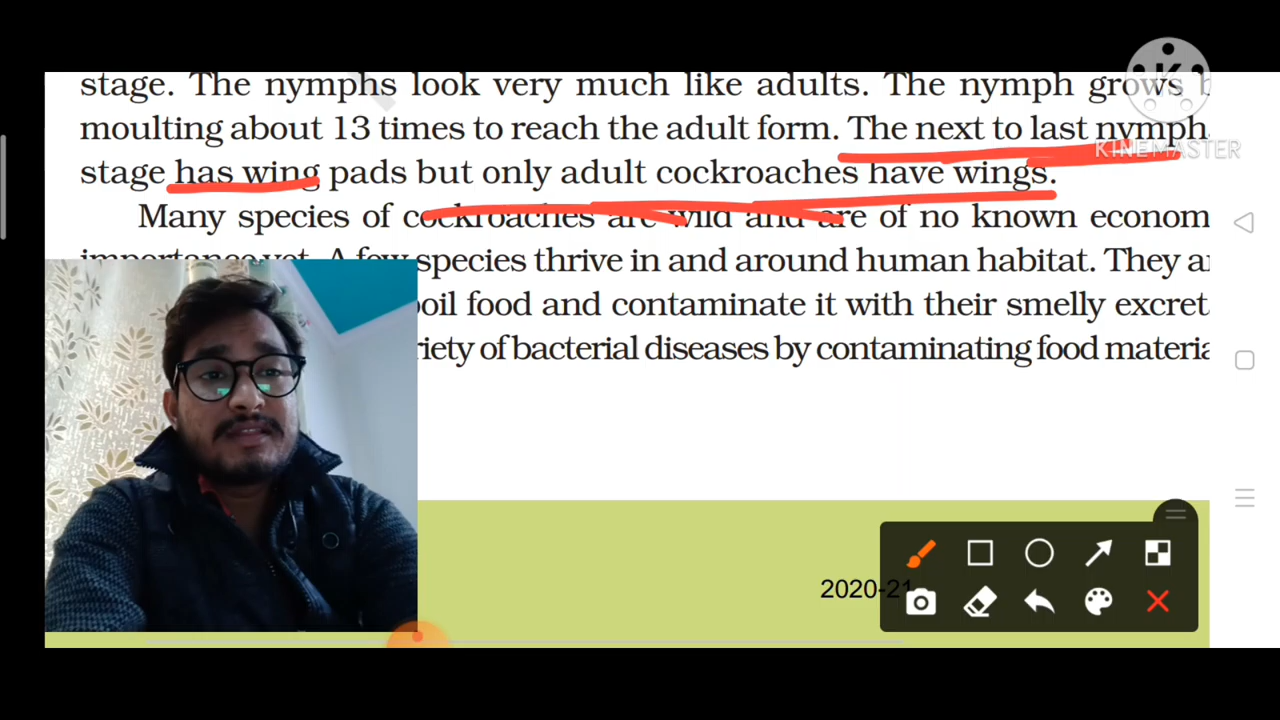 stage. The nymphs look very much like adults. The nymph grows
moulting about 13 times to reach the adult form. The next to last nymph
stage has wing pads but only adult cockroaches have wings.
Many species of cockroaches are wild and are of no known econom
importance yet. A few species thrive in and around human habitat. They
oil food and contaminate it with their smelly excret
riety of bacterial diseases by contaminating food materia
KINEMASTER
2020-21